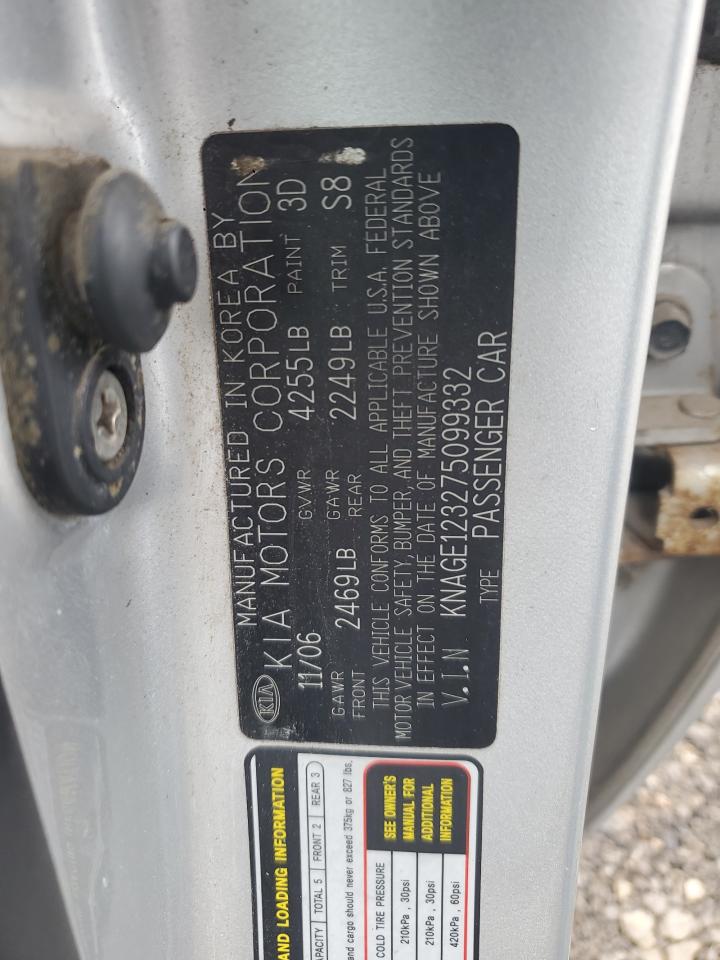 MANUFACTURED IN KOREA BY
KIA KIA MOTORS CORPORATION
11/06 GVWR 4255LB PAINT 3D
GAWR FRONT 2469LB GAWR REAR 2249LB TRIM S8
THIS VEHICLE CONFORMS TO ALL APPLICABLE U.S.A. FEDERAL
MOTOR VEHICLE SAFETY, BUMPER, AND THEFT PREVENTION STANDARDS
IN EFFECT ON THE DATE OF MANUFACTURE SHOWN ABOVE
V.I.N KNAGE123275099332
TYPE PASSENGER CAR
AND LOADING INFORMATION
APACITY TOTAL 5 FRONT 2 REAR 3
and cargo should never exceed 375kg or 827 lbs.
COLD TIRE PRESSURE
210kPa , 30psi
210kPa , 30psi
420kPa , 60psi
SEE OWNER'S
MANUAL FOR
ADDITIONAL
INFORMATION